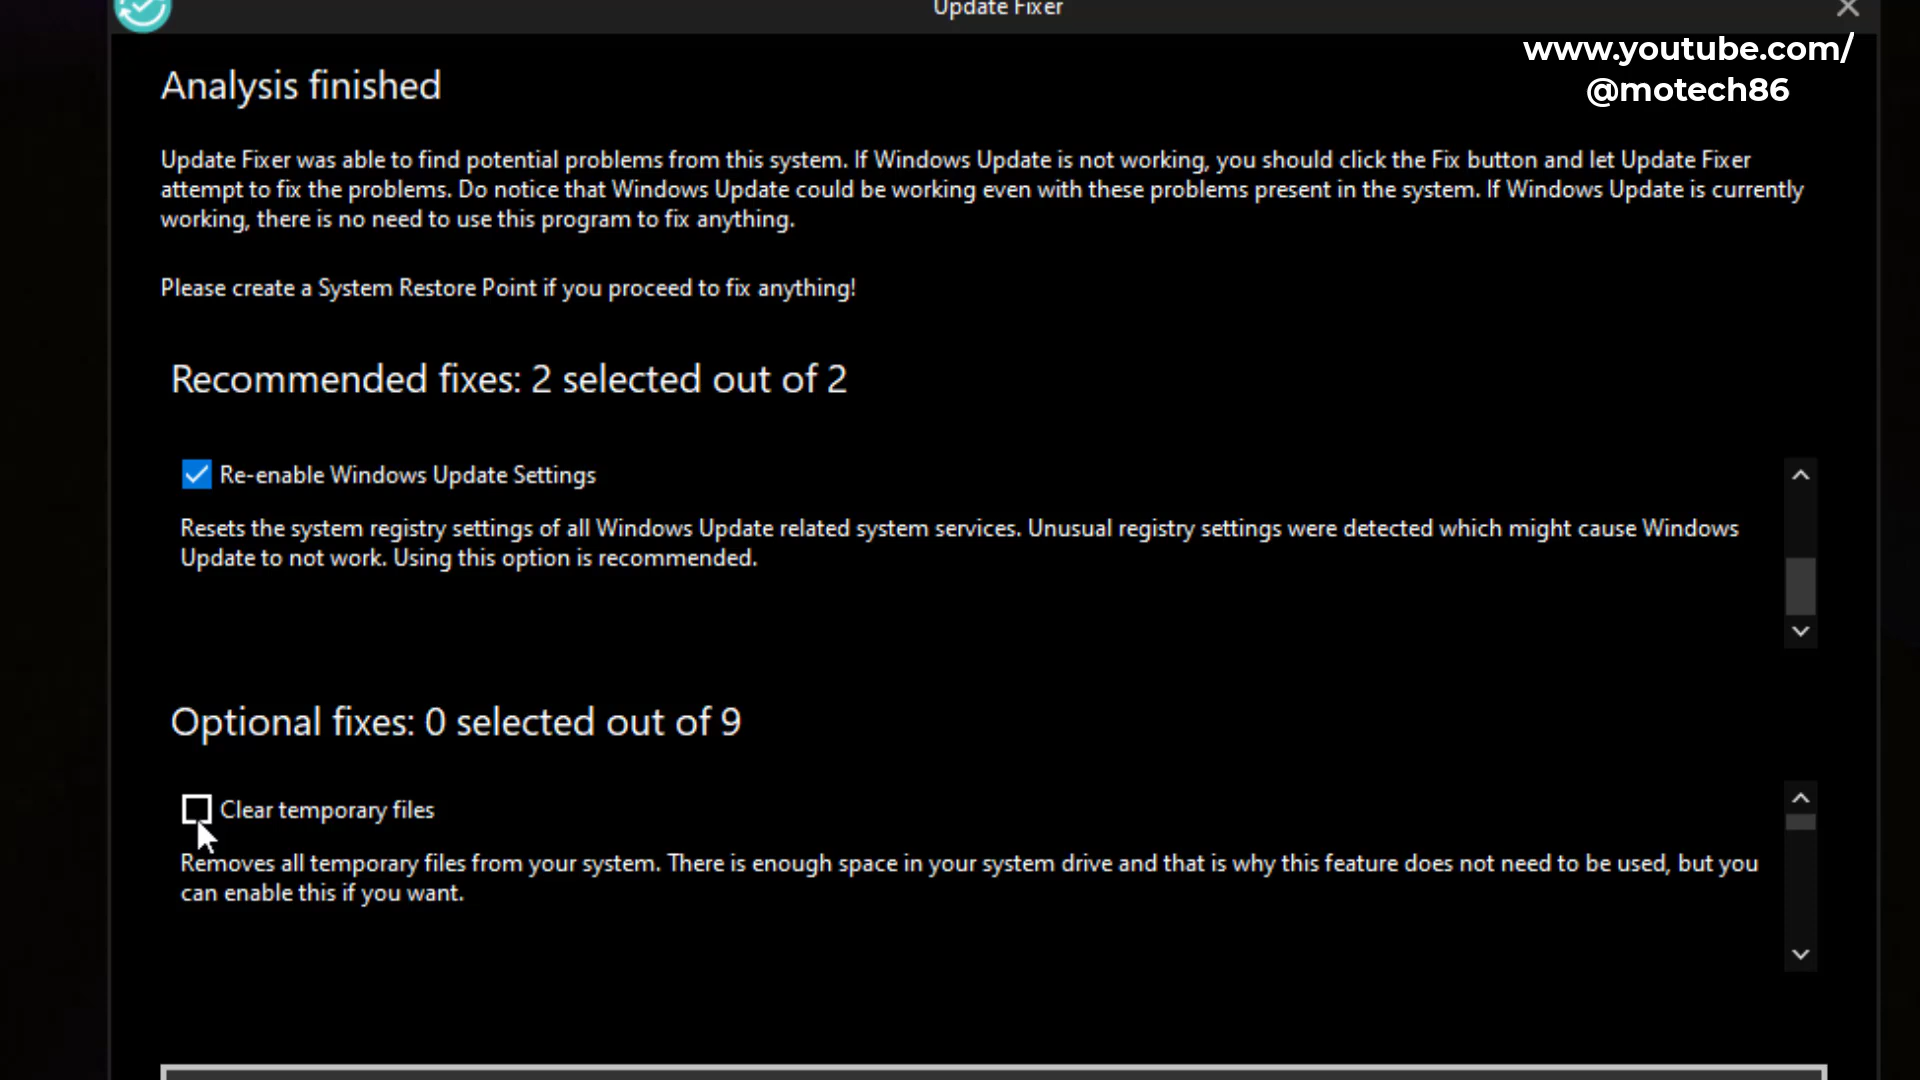 Update Fixer
www.youtube.com/
@motech86
Analysis finished
Update Fixer was able to find potential problems from this system. If Windows Update is not working, you should click the Fix button and let Update Fixer
attempt to fix the problems. Do notice that Windows Update could be working even with these problems present in the system. If Windows Update is currently
working, there is no need to use this program to fix anything.
Please create a System Restore Point if you proceed to fix anything!
Recommended fixes: 2 selected out of 2
Re-enable Windows Update Settings
Resets the system registry settings of all Windows Update related system services. Unusual registry settings were detected which might cause Windows
Update to not work. Using this option is recommended.
Optional fixes: 0 selected out of 9
Clear temporary files
Removes all temporary files from your system. There is enough space in your system drive and that is why this feature does not need to be used, but you
can enable this if you want.